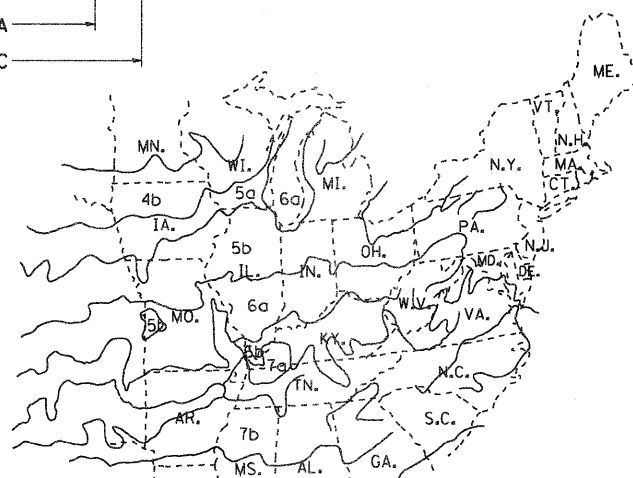 A
C
ME.
VT.
MN.
N.H.
WI.
MA.
N.Y.
MI.
CT.
4b
5a
6a
IA.
PA.
5b
OH.
N.J.
IL.
IN.
MD.
DE.
6a
W.V.
MO.
VA.
5b
KY.
6b
7a
N.C.
TN.
AR.
S.C.
7b
GA.
MS.
AL.